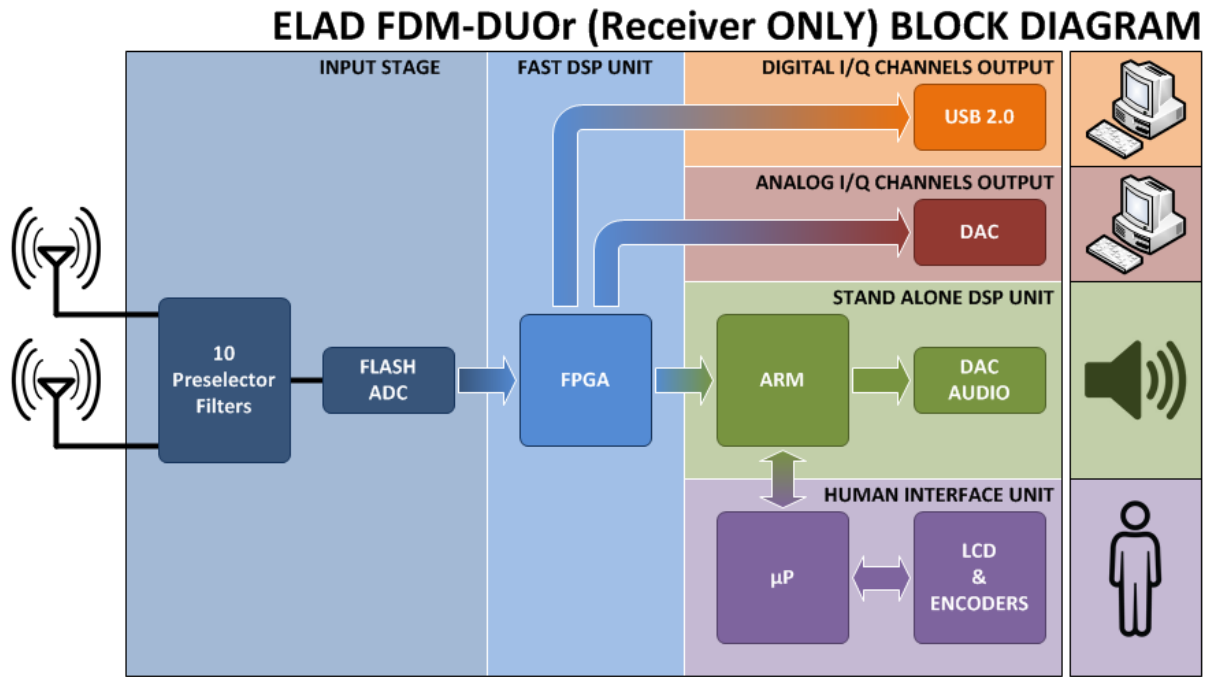 ELAD FDM-DUOr (Receiver ONLY) BLOCK DIAGRAM
INPUT STAGE
FAST DSP UNIT
DIGITAL I/Q CHANNELS OUTPUT
USB 2.0
ANALOG I/Q CHANNELS OUTPUT
DAC
STAND ALONE DSP UNIT
10
Preselector
Filters
FLASH
ADC
FPGA
ARM
DAC
AUDIO
HUMAN INTERFACE UNIT
µP
LCD
&
ENCODERS